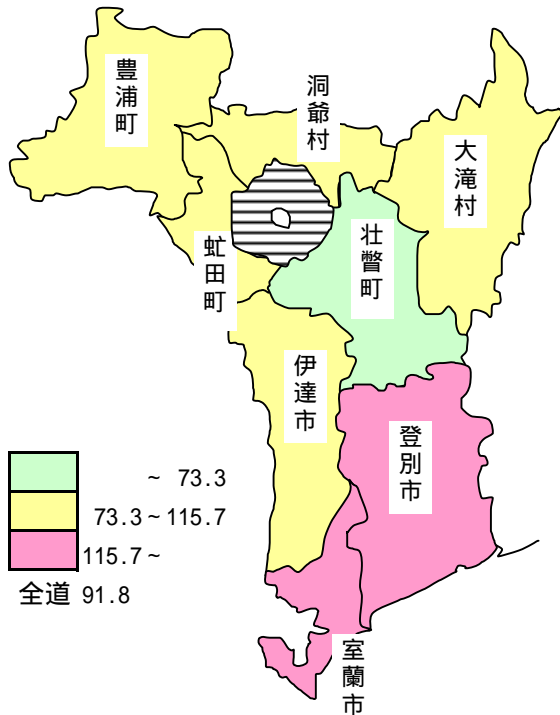 豊浦町
洞爺村
大滝村
虻田町
壮瞥町
伊達市
登別市
~ 73.3
73.3~115.7
115.7~
全道 91.8
室蘭市